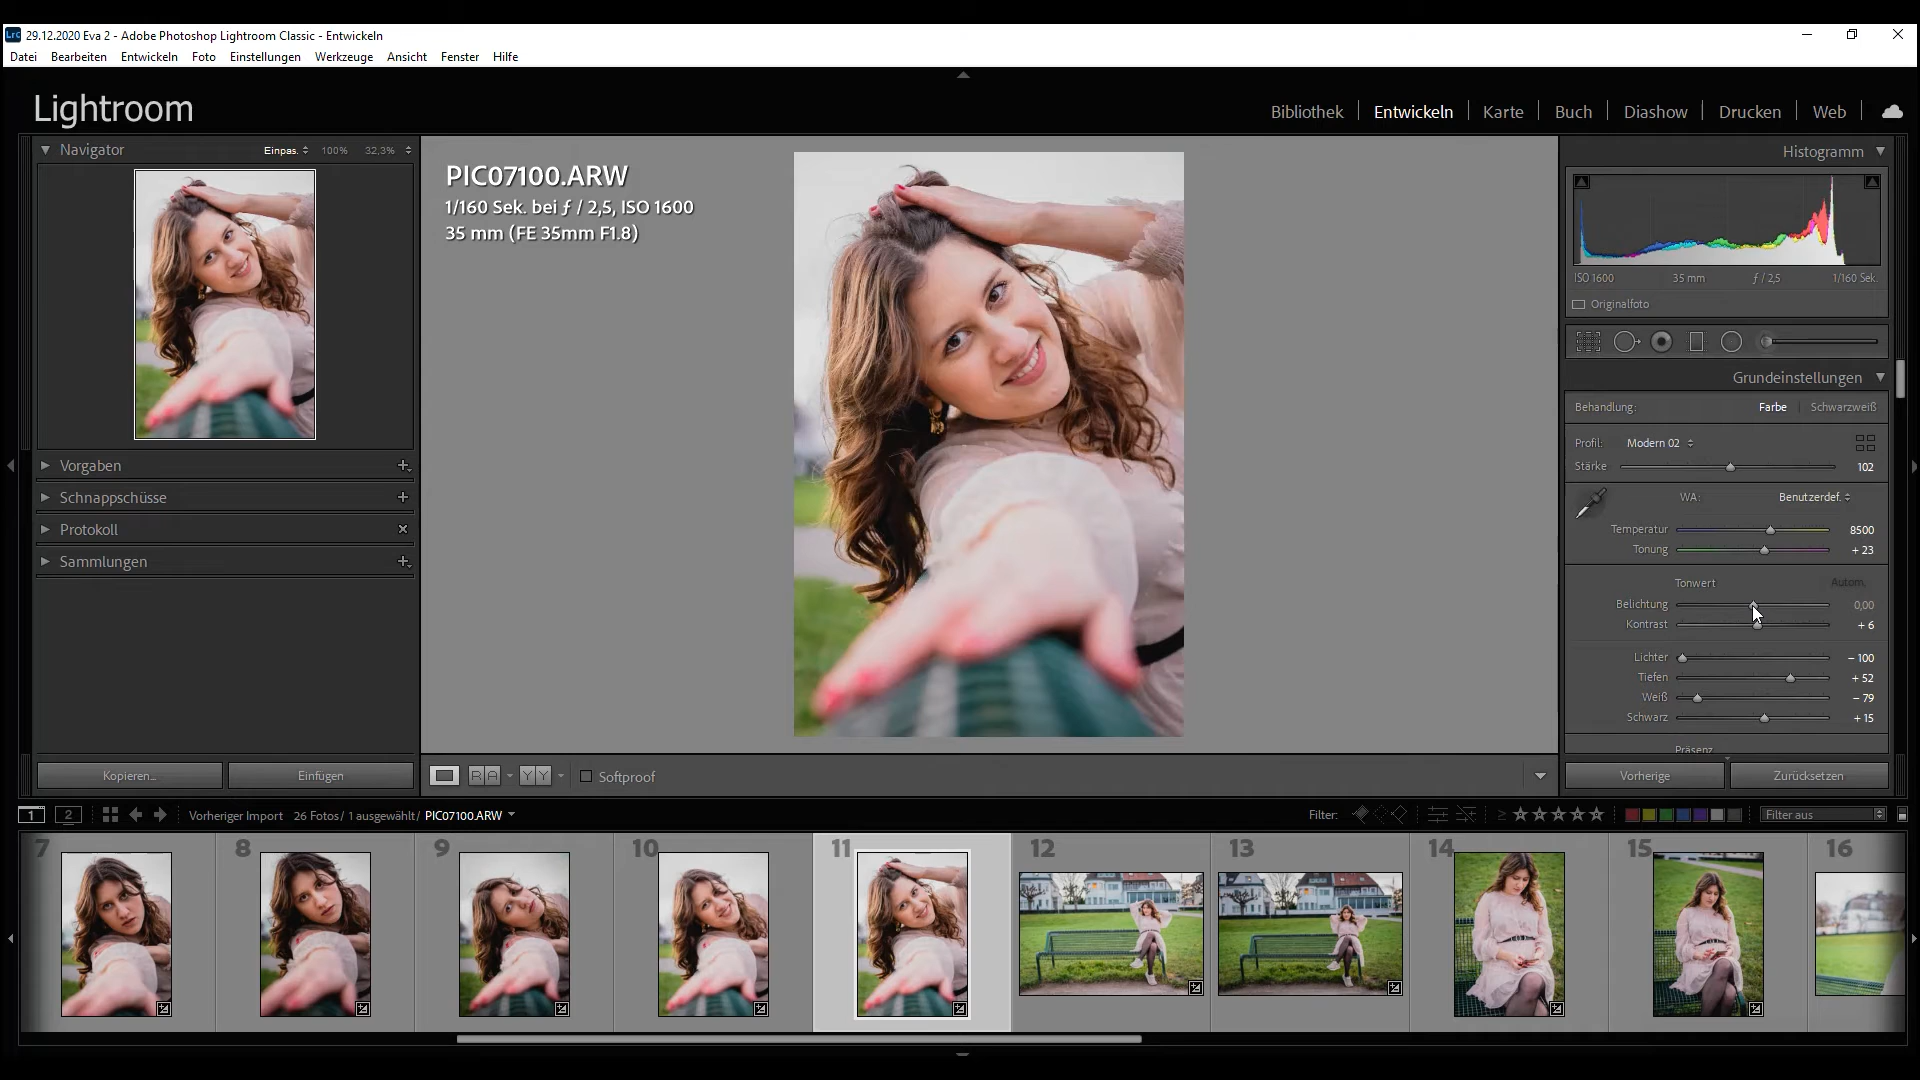 Lrc 29.12.2020 Eva 2 - Adobe Photoshop Lightroom Classic - Entwickeln
Datei Bearbeiten Entwickeln Foto Einstellungen Werkzeuge Ansicht Fenster Hilfe
Lightroom
Bibliothek Entwickeln Karte Buch Diashow Drucken Web
Navigator Einpas. 100% 32,3%
Vorgaben
Schnappschüsse
Protokoll
Sammlungen
Kopieren... Einfügen
PIC07100.ARW
1/160 Sek. bei ƒ / 2,5, ISO 1600
35 mm (FE 35mm F1.8)
Histogramm
ISO 1600 35 mm ƒ / 2,5 1/160 Sek.
Originalfoto
Grundeinstellungen
Behandlung: Farbe Schwarzweiß
Profil: Modern 02
Stärke 102
WA: Benutzerdef.
Temperatur 8500
Tonung + 23
Tonwert Autom.
Belichtung 0,00
Kontrast + 6
Lichter − 100
Tiefen + 52
Weiß − 79
Schwarz + 15
Präsenz
Vorherige Zurücksetzen
RA YY Softproof
1 2 Vorheriger Import 26 Fotos/ 1 ausgewählt/ PIC07100.ARW Filter: ≥ Filter aus
7 8 9 10 11 12 13 14 15 16